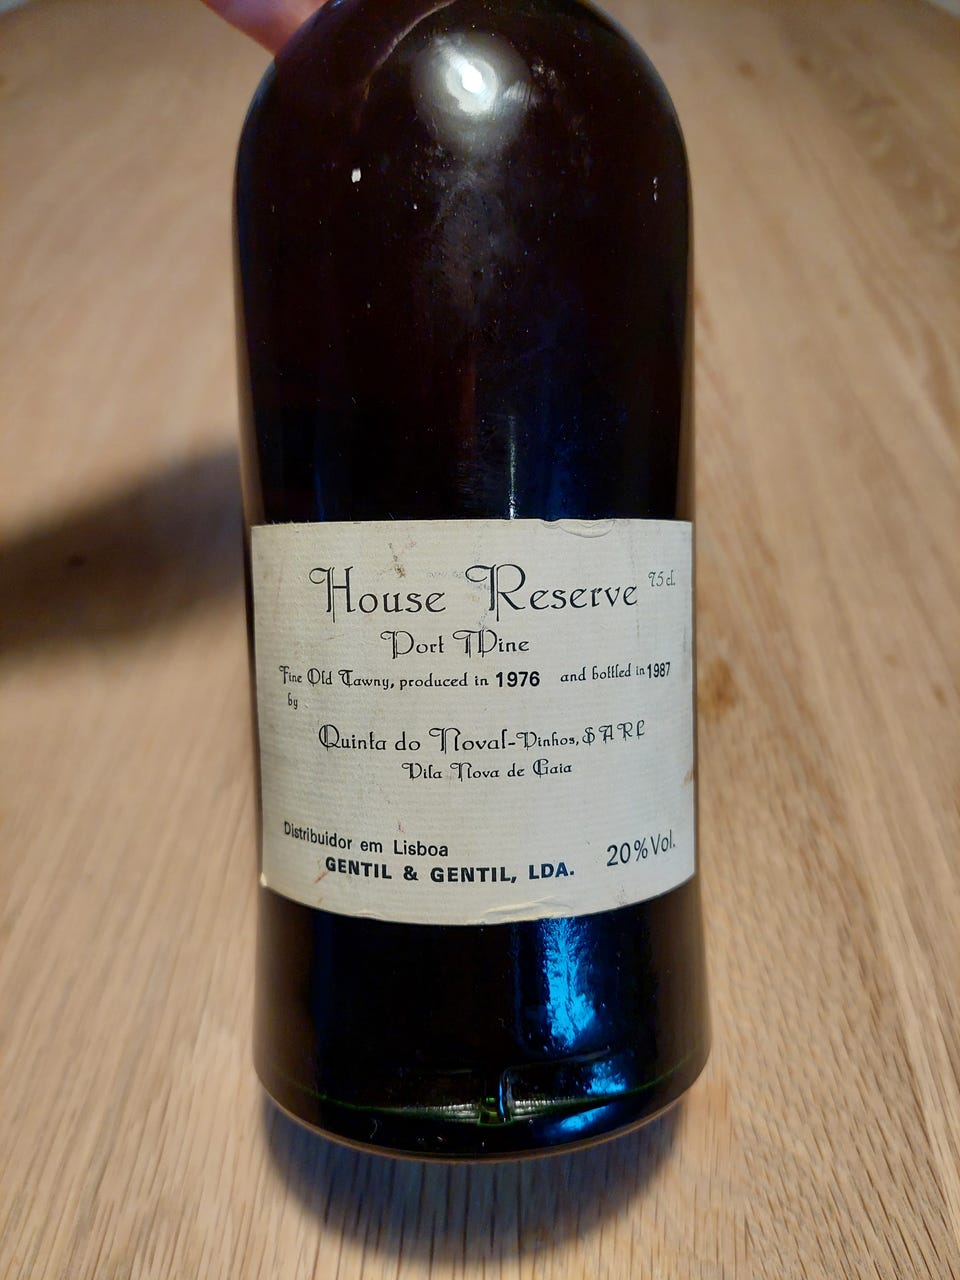 House Reserve 75 cl.
Port Wine
Fine Old Tawny, produced in 1976 and bottled in 1987
by
Quinta do Noval-Vinhos, SARL
Vila Nova de Gaia
Distribuidor em Lisboa
GENTIL & GENTIL, LDA. 20% Vol.